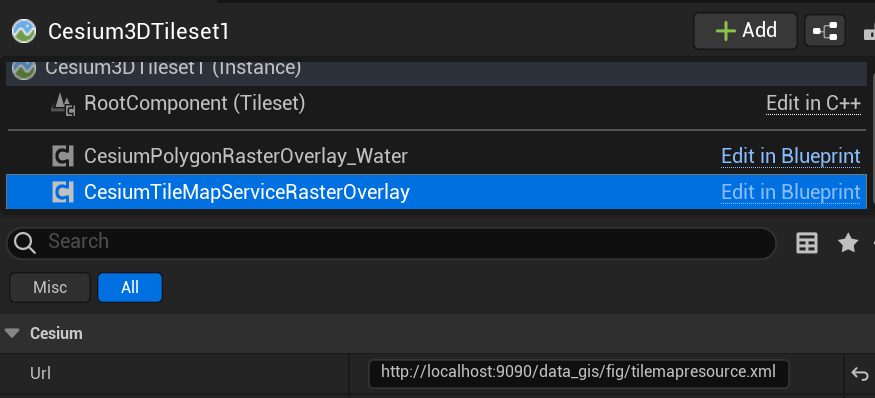 Cesium3DTileset1
Add
Cesium3DTileset1 (Instance)
RootComponent (Tileset) Edit in C++
CesiumPolygonRasterOverlay_Water Edit in Blueprint
CesiumTileMapServiceRasterOverlay Edit in Blueprint
Search
Misc All
Cesium
Url http://localhost:9090/data_gis/fig/tilemapresource.xml